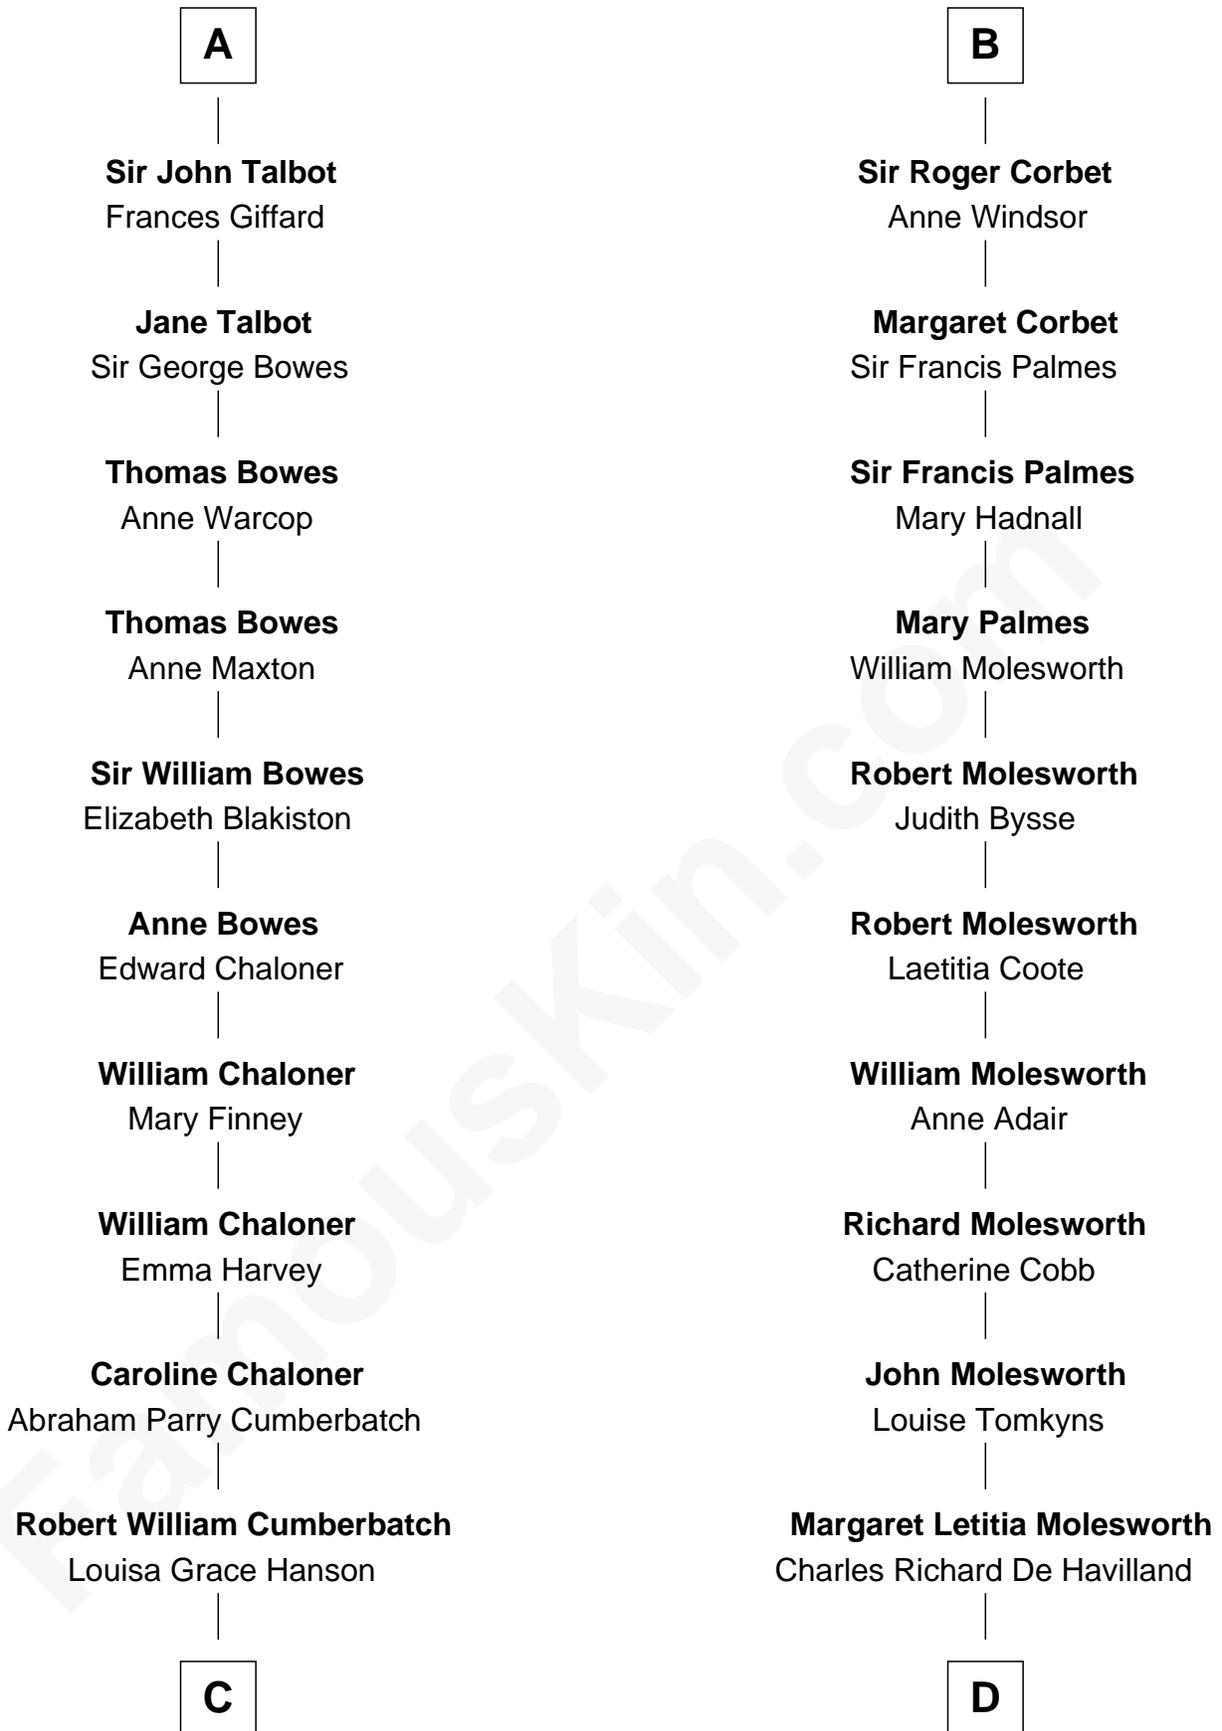 A
Sir John Talbot
Frances Giffard
Jane Talbot
Sir George Bowes
Thomas Bowes
Anne Warcop
Thomas Bowes
Anne Maxton
Sir William Bowes
Elizabeth Blakiston
Anne Bowes
Edward Chaloner
William Chaloner
Mary Finney
William Chaloner
Emma Harvey
Caroline Chaloner
Abraham Parry Cumberbatch
Robert William Cumberbatch
Louisa Grace Hanson
C
B
Sir Roger Corbet
Anne Windsor
Margaret Corbet
Sir Francis Palmes
Sir Francis Palmes
Mary Hadnall
Mary Palmes
William Molesworth
Robert Molesworth
Judith Bysse
Robert Molesworth
Laetitia Coote
William Molesworth
Anne Adair
Richard Molesworth
Catherine Cobb
John Molesworth
Louise Tomkyns
Margaret Letitia Molesworth
Charles Richard De Havilland
D
FamousKin.com